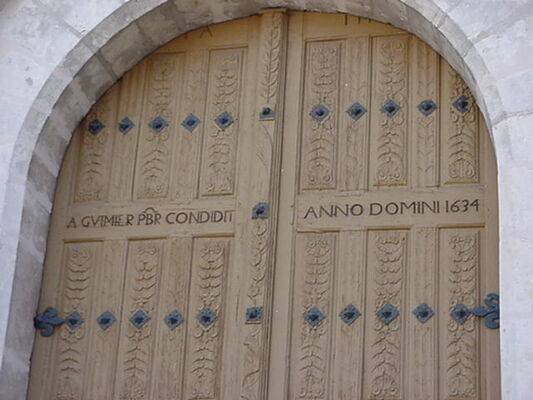 A GVIMIER PBR CONDIDIT
ANNO DOMINI 1634